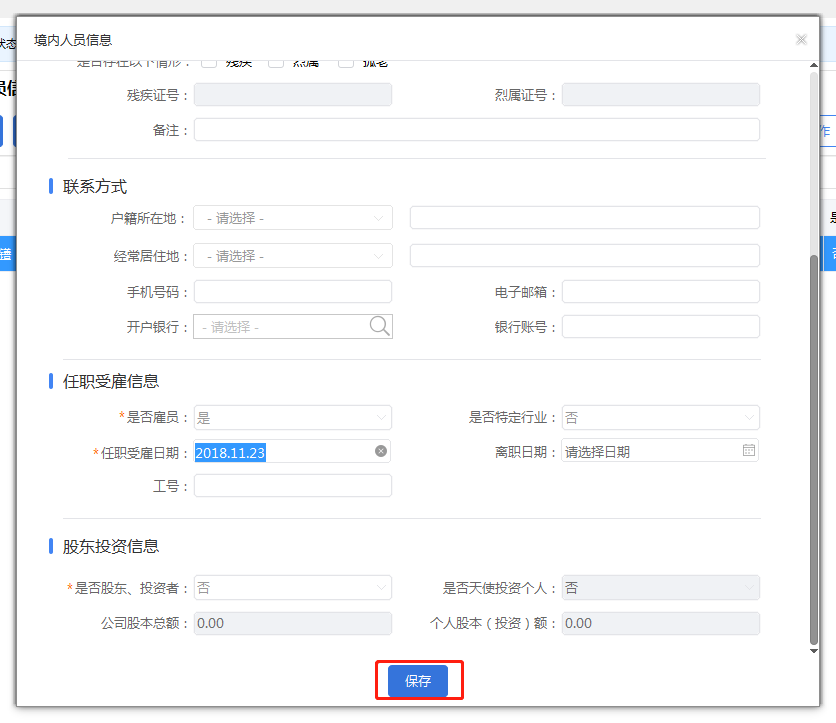 境内人员信息
是否存在以下情形： 残疾 烈属 孤老
残疾证号： 烈属证号：
备注：
联系方式
户籍所在地： - 请选择 -
经常居住地： - 请选择 -
手机号码： 电子邮箱：
开户银行： - 请选择 - 银行账号：
任职受雇信息
*是否雇员： 是 是否特定行业： 否
*任职受雇日期： 2018.11.23 离职日期： 请选择日期
工号：
股东投资信息
*是否股东、投资者： 否 是否天使投资个人： 否
公司股本总额： 0.00 个人股本（投资）额： 0.00
保存
状态
员信
作